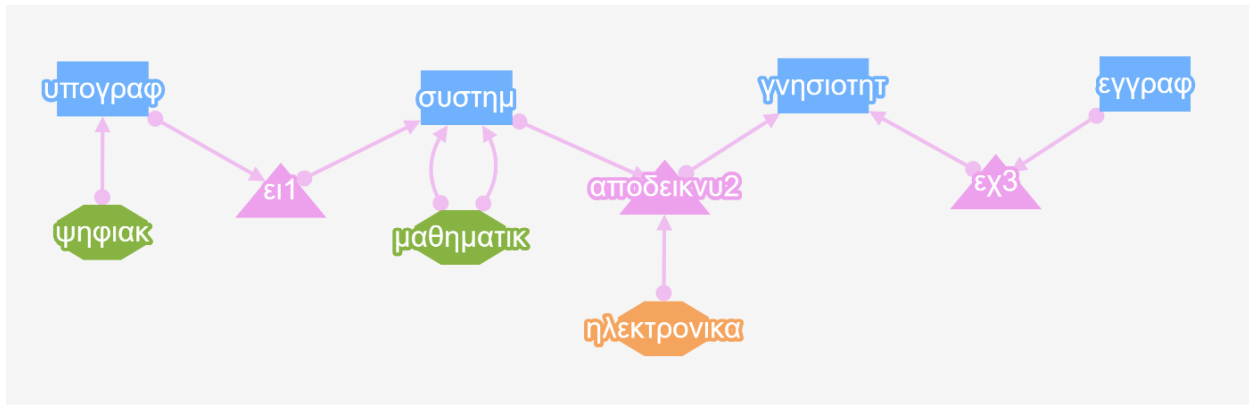 υπογραφ
συστημ
γνησιοτητ
εγγραφ
ει1
αποδεικνυ2
εχ3
ψηφιακ
μαθηματικ
ηλεκτρονικα